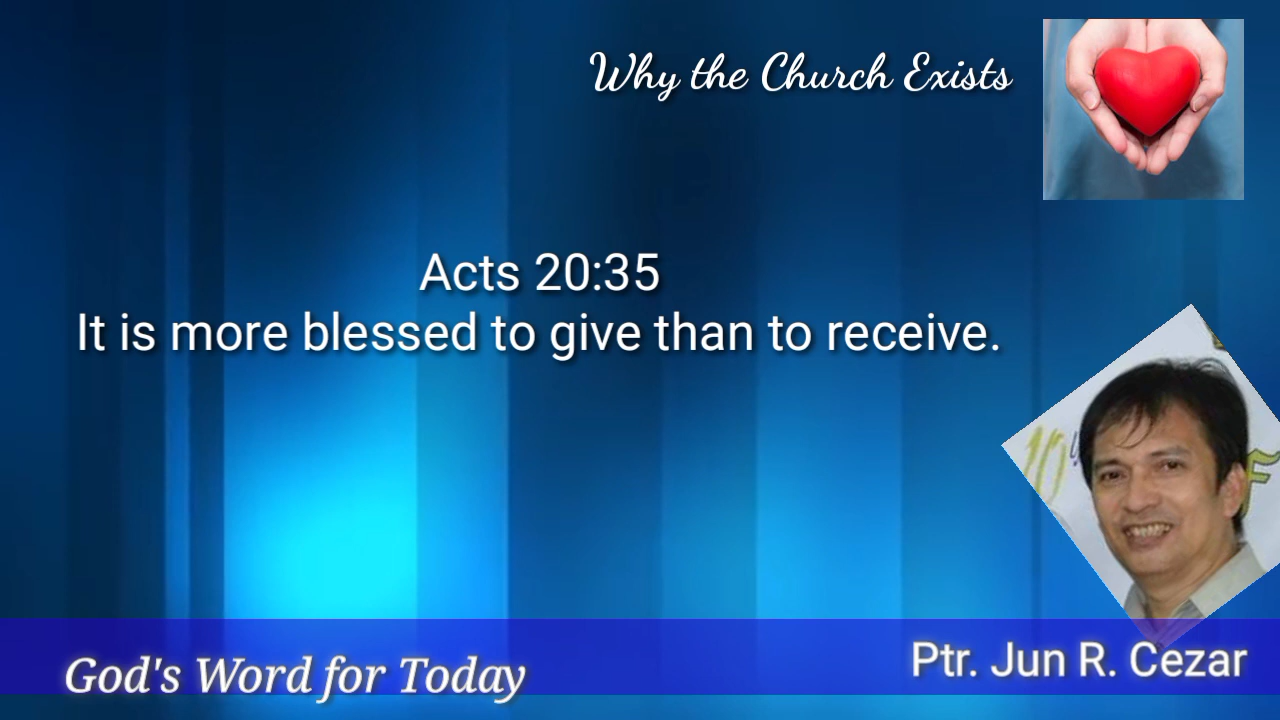 Why the Church Exists
Acts 20:35
It is more blessed to give than to receive.
10
God's Word for Today
Ptr. Jun R. Cezar